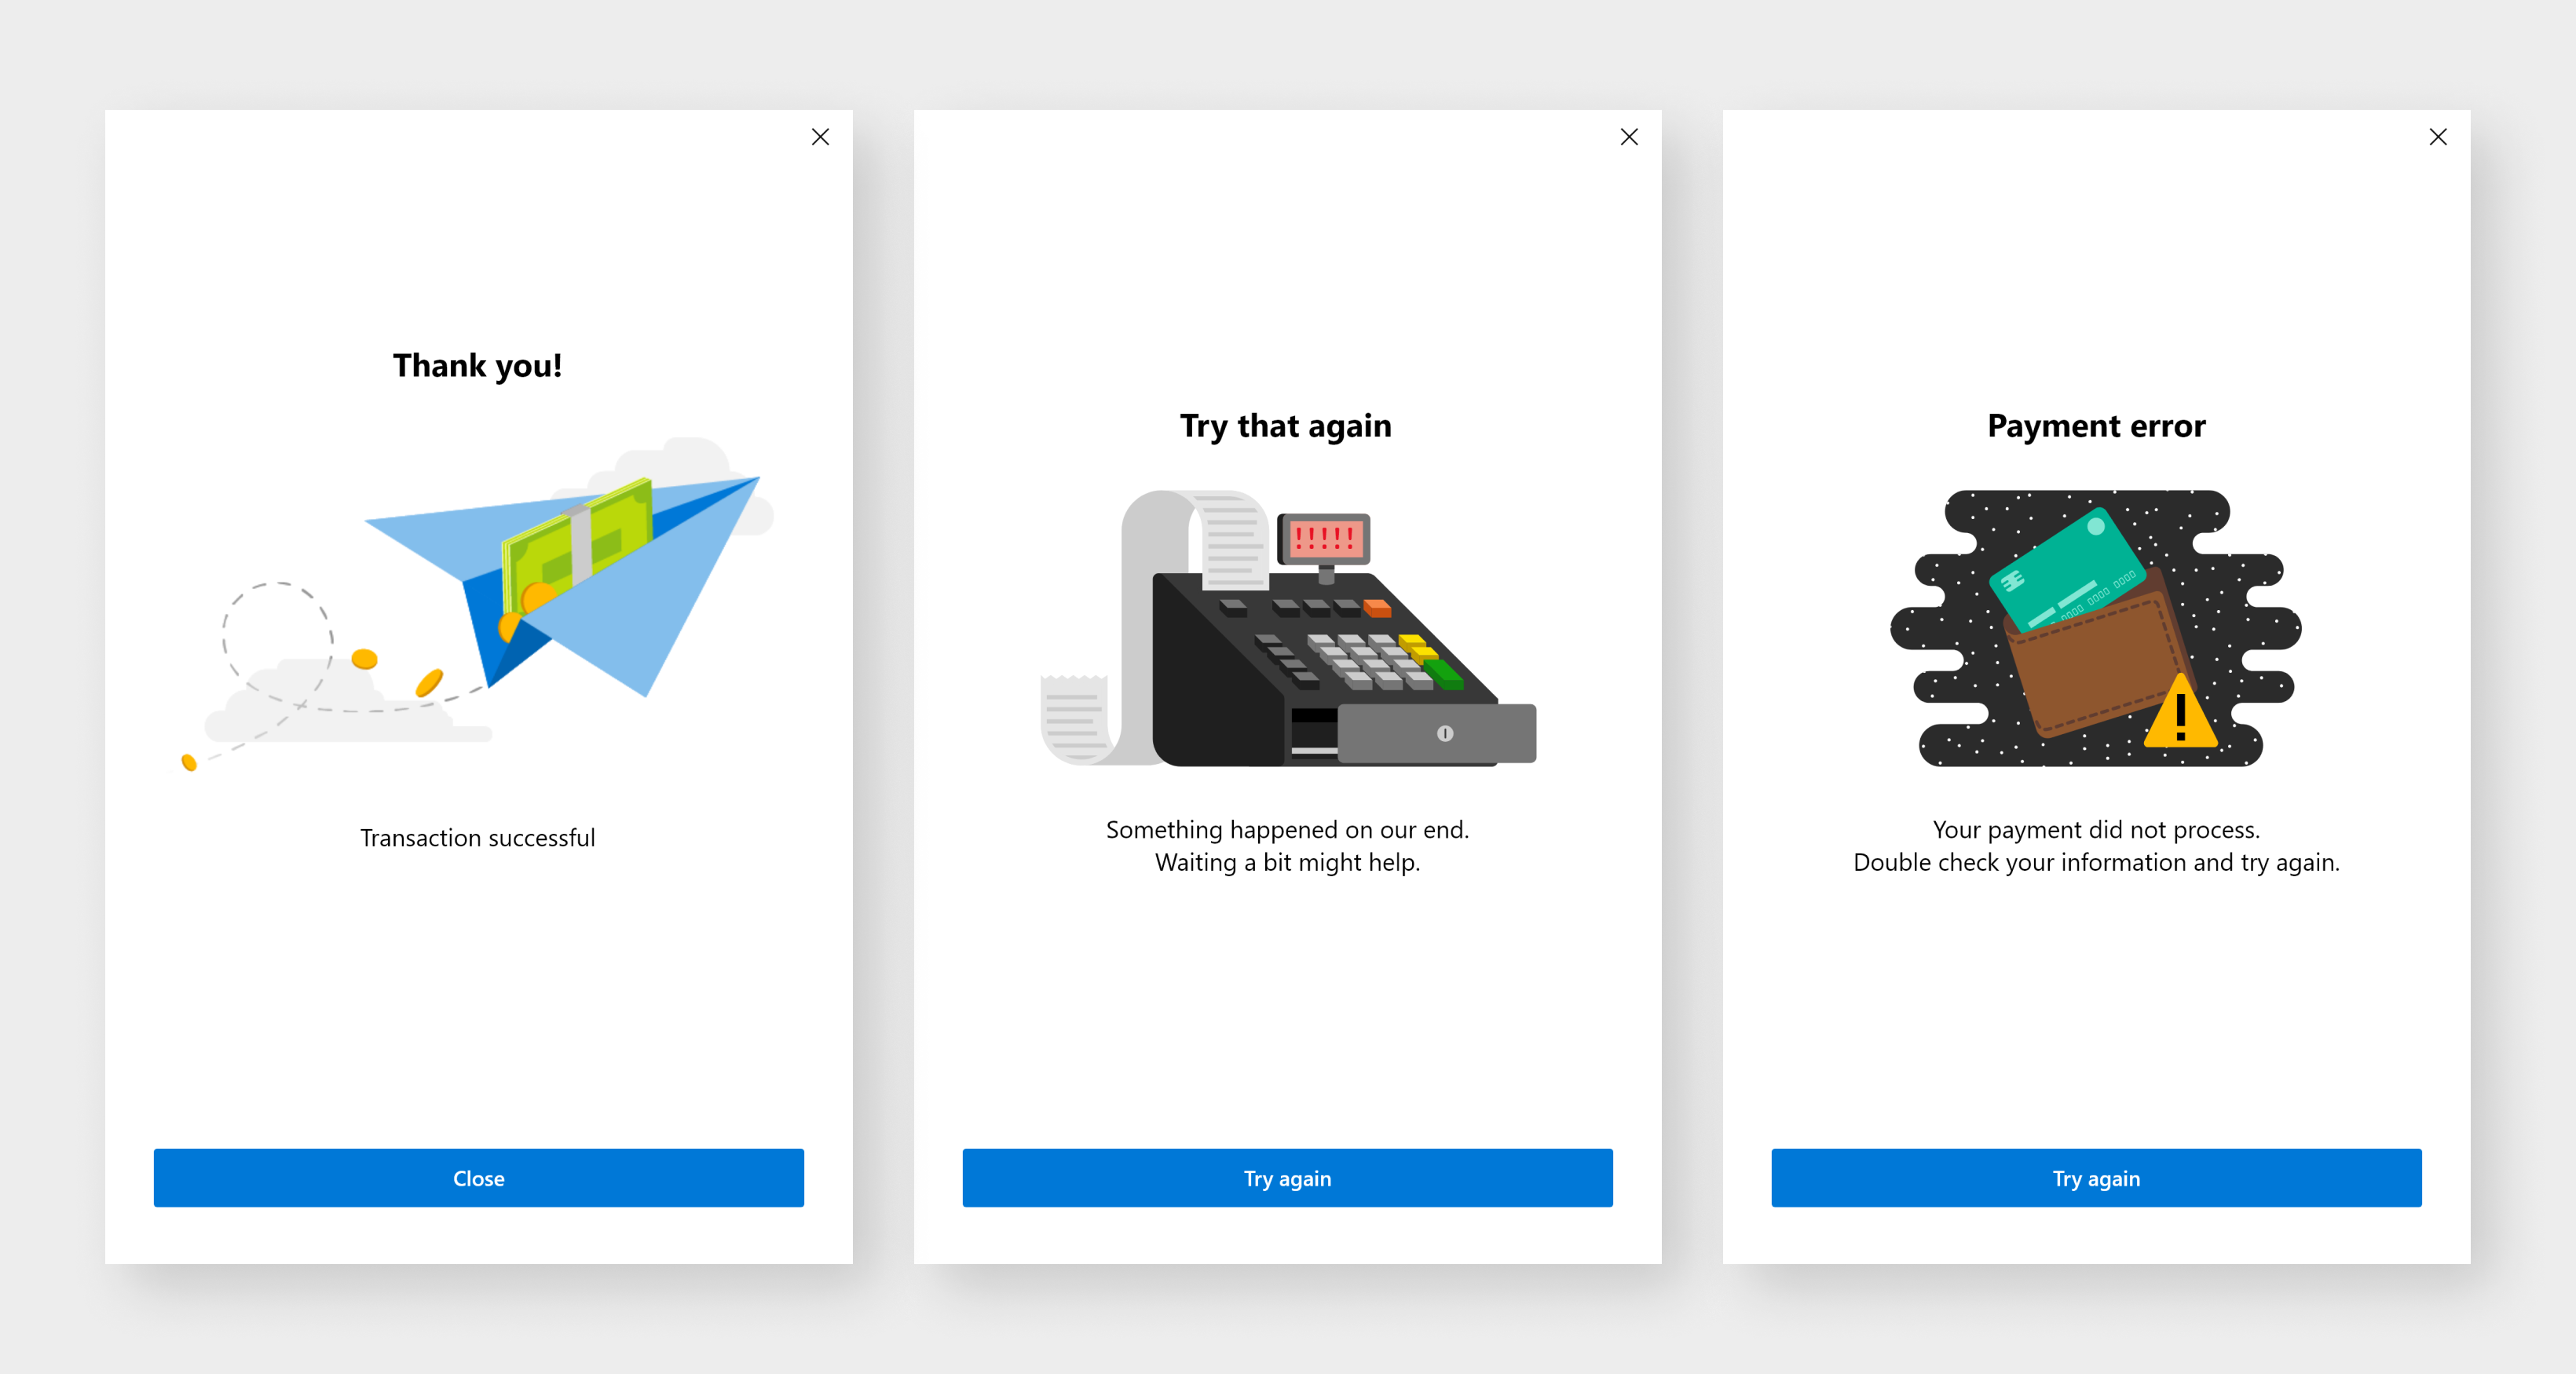 Thank you!
Transaction successful
Close
Try that again
!!!!!
Something happened on our end.
Waiting a bit might help.
Try again
Payment error
0000 0000 0000
!
Your payment did not process.
Double check your information and try again.
Try again